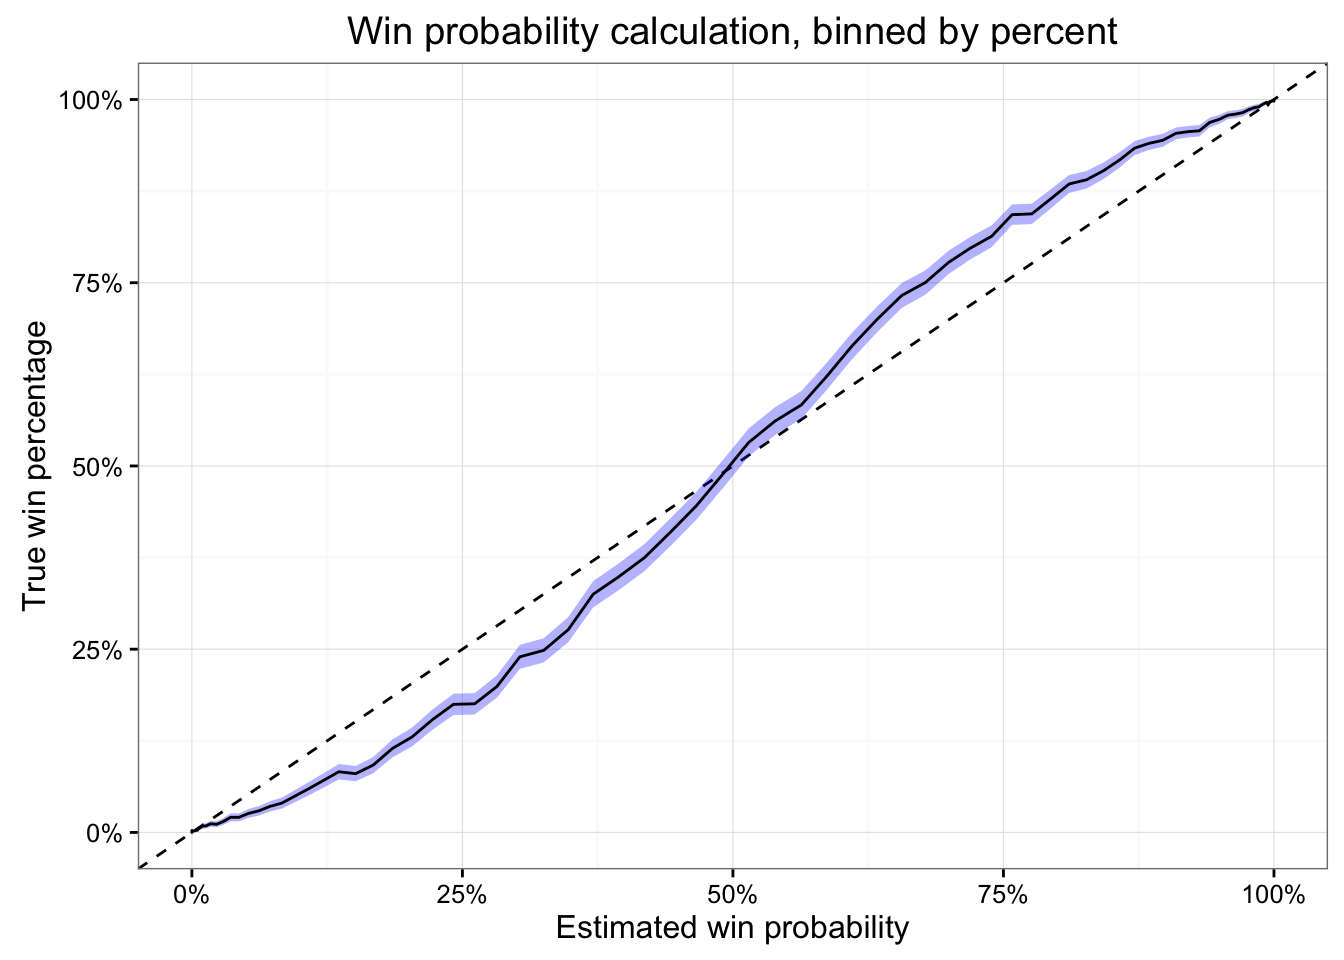 Win probability calculation, binned by percent
True win percentage
100%
75%
50%
25%
0%
0% 25% 50% 75% 100%
Estimated win probability